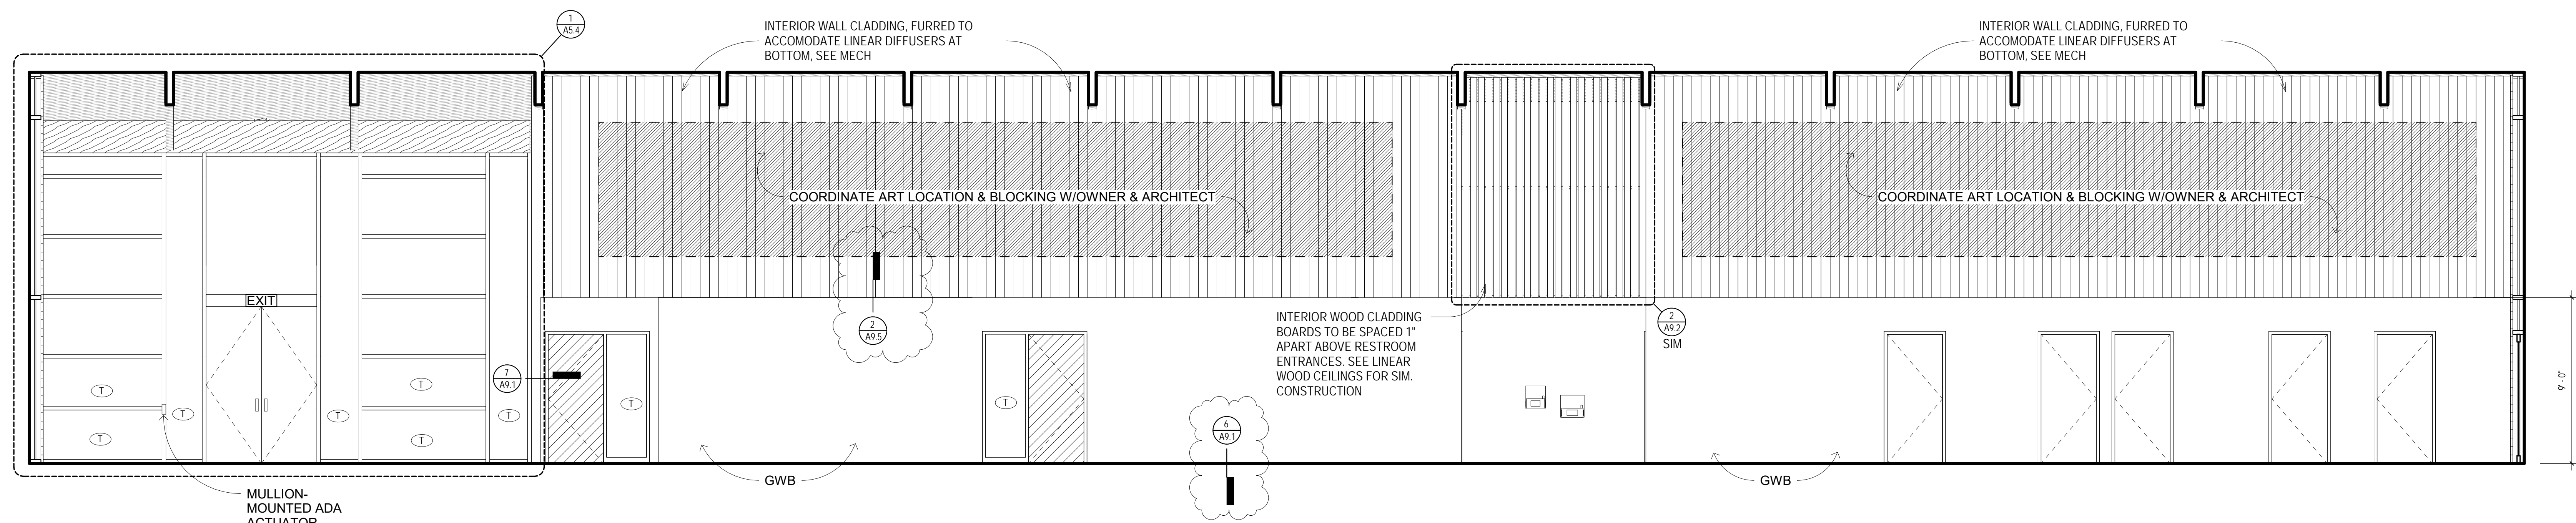 1
A5.4
INTERIOR WALL CLADDING, FURRED TO
ACCOMODATE LINEAR DIFFUSERS AT
BOTTOM, SEE MECH
INTERIOR WALL CLADDING, FURRED TO
ACCOMODATE LINEAR DIFFUSERS AT
BOTTOM, SEE MECH
COORDINATE ART LOCATION & BLOCKING W/OWNER & ARCHITECT
COORDINATE ART LOCATION & BLOCKING W/OWNER & ARCHITECT
EXIT
2
A9.5
INTERIOR WOOD CLADDING
BOARDS TO BE SPACED 1"
APART ABOVE RESTROOM
ENTRANCES. SEE LINEAR
WOOD CEILINGS FOR SIM.
CONSTRUCTION
2
A9.2
SIM
7
A9.1
9' - 0"
T
T
T
T
T
T
T
T
T
T
6
A9.1
GWB
GWB
MULLION-
MOUNTED ADA
ACTUATOR